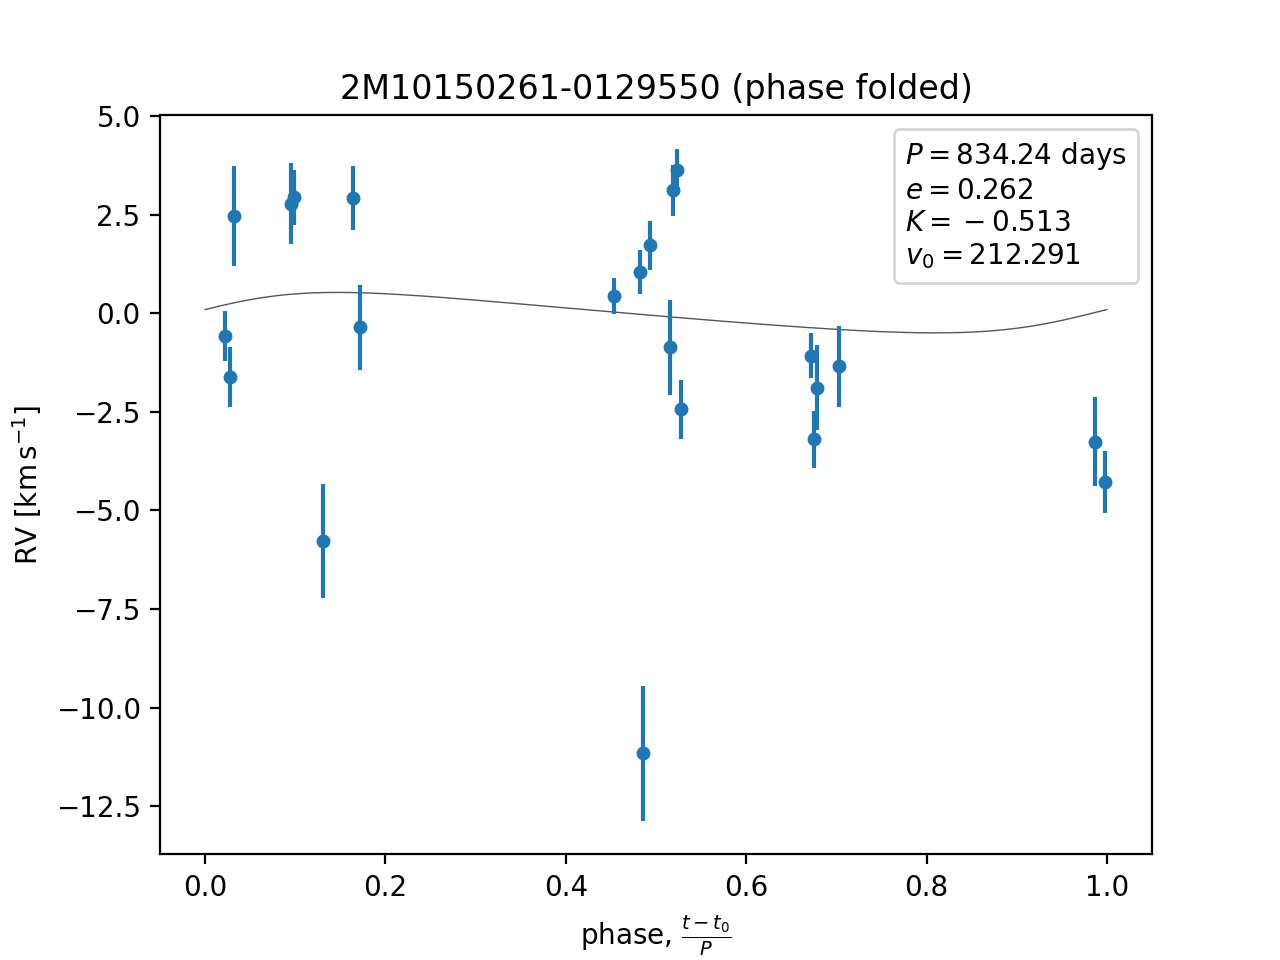 2M10150261-0129550 (phase folded)
P = 834.24 days
e = 0.262
K = −0.513
v₀ = 212.291
RV [km s⁻¹]
5.0
2.5
0.0
−2.5
−5.0
−7.5
−10.0
−12.5
0.0 0.2 0.4 0.6 0.8 1.0
phase, (t − t₀)/P